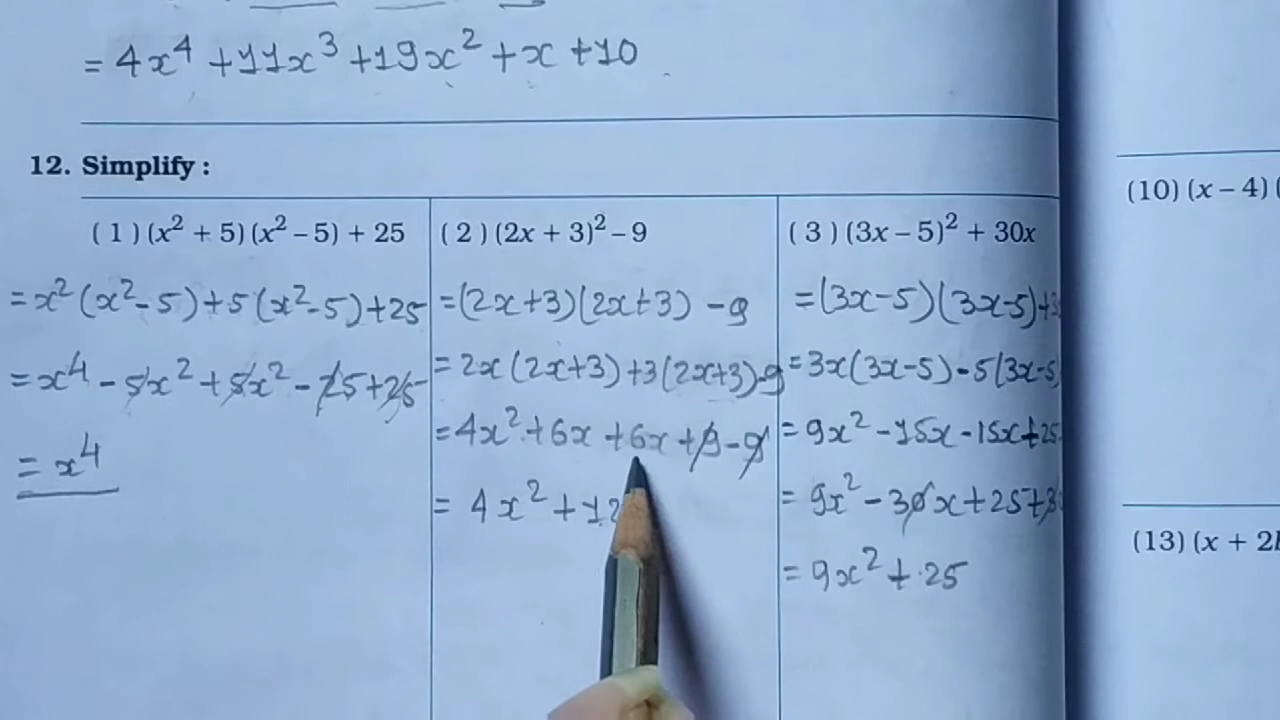 = 4x⁴ + 11x³ + 19x² + x + 10
12. Simplify :
(1) (x² + 5) (x² – 5) + 25
= x² (x² - 5) + 5 (x² - 5) + 25
= x⁴ - 5x² + 5x² - 25 + 25
= x⁴
(2) (2x + 3)² – 9
= (2x+3)(2x+3) - 9
= 2x(2x+3) + 3(2x+3) - 9
= 4x² + 6x + 6x + 9 - 9
= 4x² + 12
(3) (3x – 5)² + 30x
= (3x-5)(3x-5) + 3
= 3x(3x-5) - 5(3x-5
= 9x² - 15x - 15x + 25
= 9x² - 30x + 25 + 3
= 9x² + 25
(10) (x – 4) (
(13) (x + 2